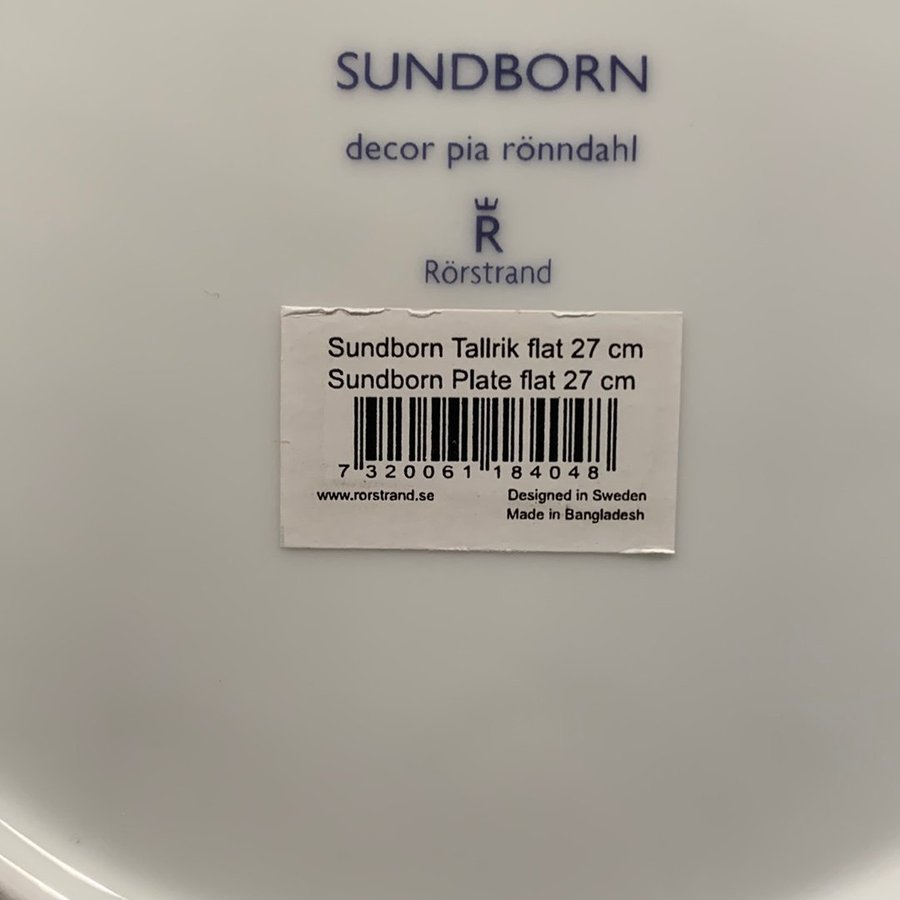 SUNDBORN
decor pia rönndahl
R
Rörstrand
Sundborn Tallrik flat 27 cm
Sundborn Plate flat 27 cm
7 320061 184048
www.rorstrand.se
Designed in Sweden
Made in Bangladesh